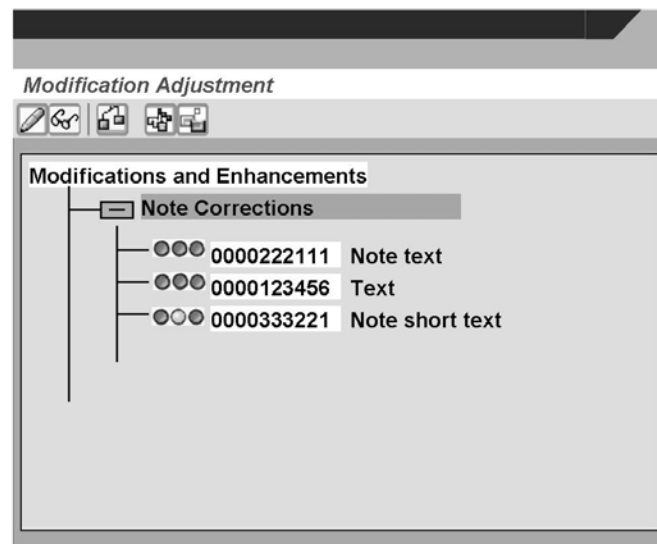 Modification Adjustment
Modifications and Enhancements
Note Corrections
0000222111 Note text
0000123456 Text
0000333221 Note short text